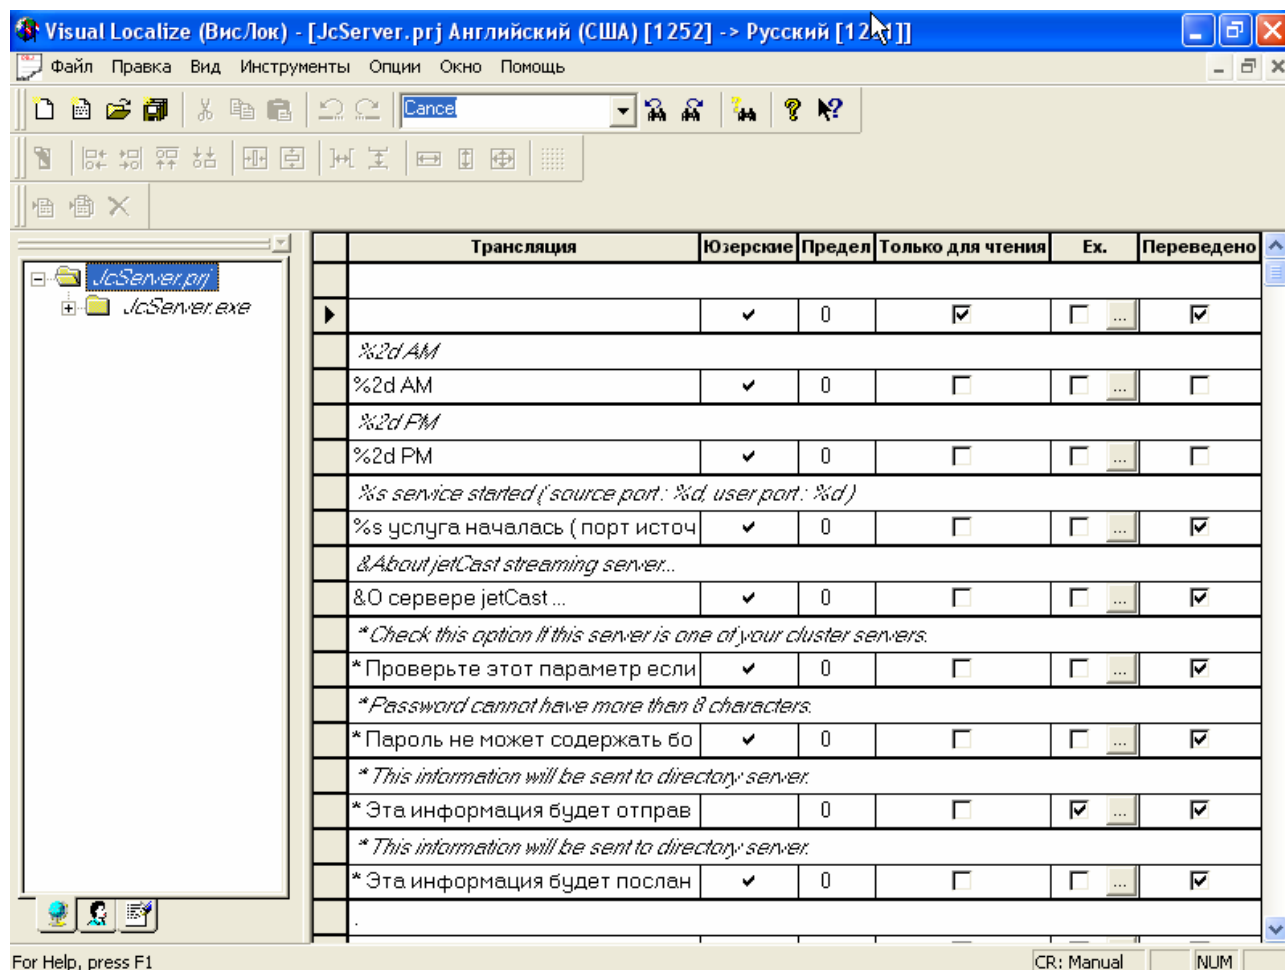 Visual Localize (ВисЛок) - [JcServer.prj Английский (США) [1252] -> Русский [12 1]]
Файл Правка Вид Инструменты Опции Окно Помощь
Cancel
Трансляция Юзерские Предел Только для чтения Ex. Переведено
JcServer.prj
JcServer.exe
0 ...
%2d AM
%2d AM 0 ...
%2d PM
%2d PM 0 ...
%s service started ( source port : %d, user port : %d )
%s услуга началась ( порт источ 0 ...
&About jetCast streaming server...
&О сервере jetCast ... 0 ...
* Check this option if this server is one of your cluster servers.
* Проверьте этот параметр если 0 ...
* Password cannot have more than 8 characters.
* Пароль не может содержать бо 0 ...
* This information will be sent to directory server.
* Эта информация будет отправ 0 ...
* This information will be sent to directory server.
* Эта информация будет послан 0 ...
.
For Help, press F1 CR: Manual NUM